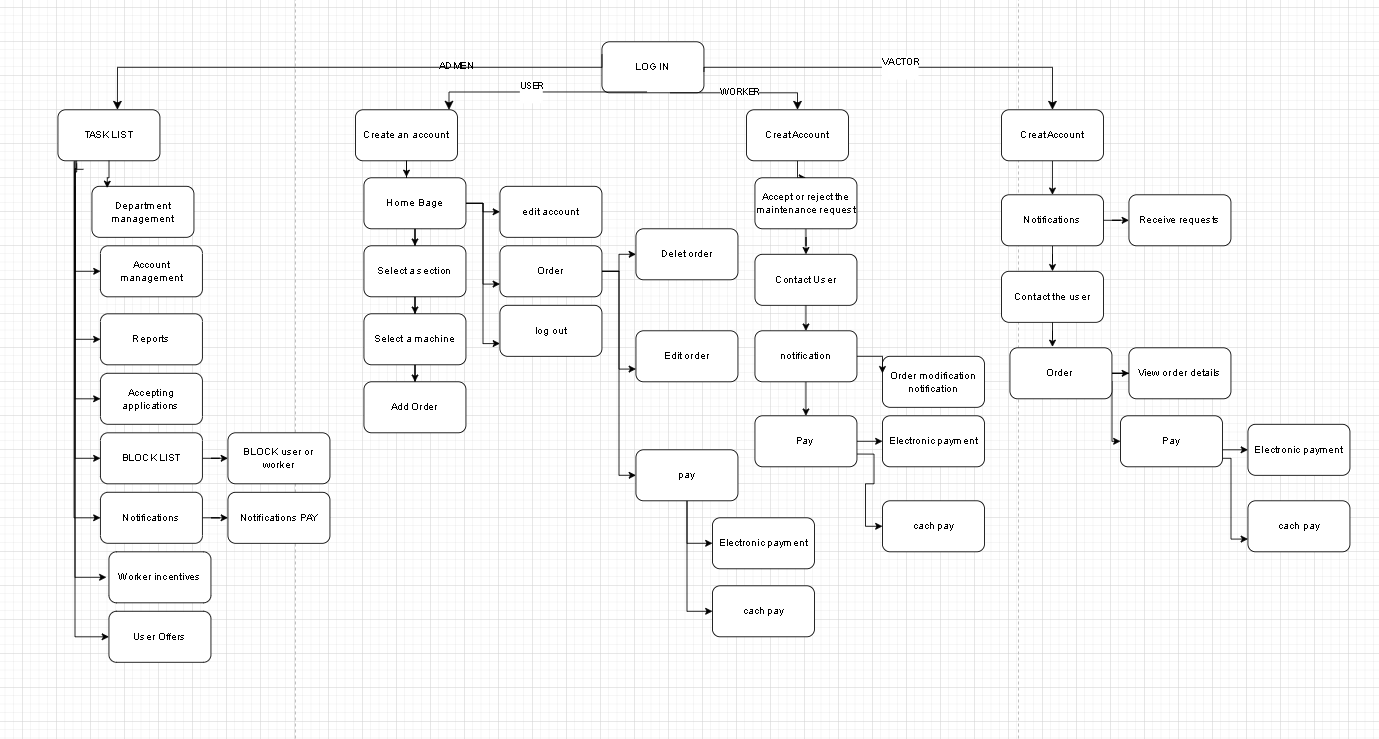 LOG IN
ADMEN
USER
WORKER
VACTOR
TASK LIST
Department
management
Account
management
Reports
Accepting
applications
BLOCK LIST
BLOCK user or
worker
Notifications
Notifications PAY
Worker incentives
User Offers
Create an account
Home Bage
edit account
Select a section
Order
Select a machine
log out
Add Order
Delet order
Edit order
pay
Electronic payment
cach pay
CreatAccount
Accept or reject the
maintenance request
Contact User
notification
Order modification
notification
Pay
Electronic payment
cach pay
CreatAccount
Notifications
Receive requests
Contact the user
Order
View order details
Pay
Electronic payment
cach pay